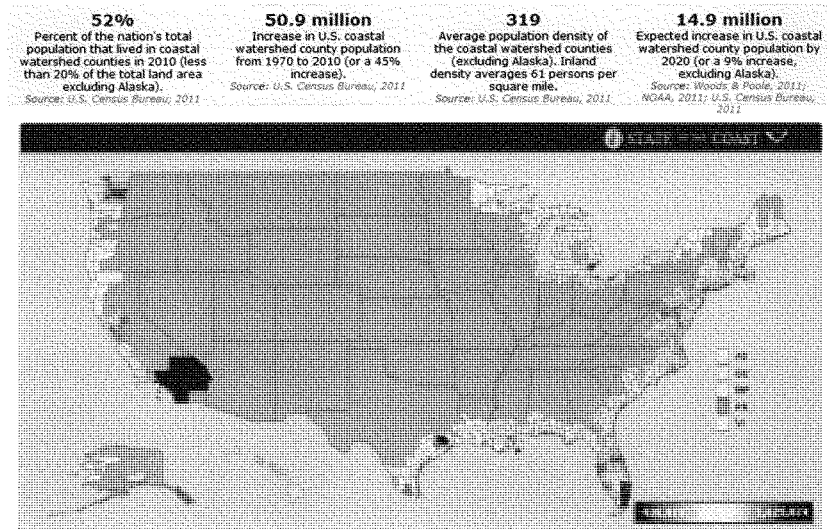 52%
Percent of the nation's total
population that lived in coastal
watershed counties in 2010 (less
than 20% of the total land area
excluding Alaska).
Source: U.S. Census Bureau, 2011
50.9 million
Increase in U.S. coastal
watershed county population
from 1970 to 2010 (or a 45%
increase).
Source: U.S. Census Bureau, 2011
319
Average population density of
the coastal watershed counties
(excluding Alaska). Inland
density averages 61 persons per
square mile.
Source: U.S. Census Bureau, 2011
14.9 million
Expected increase in U.S. coastal
watershed county population by
2020 (or a 9% increase,
excluding Alaska).
Source: Woods & Poole, 2011;
NOAA, 2011; U.S. Census Bureau,
2011
STATE OF THE COAST